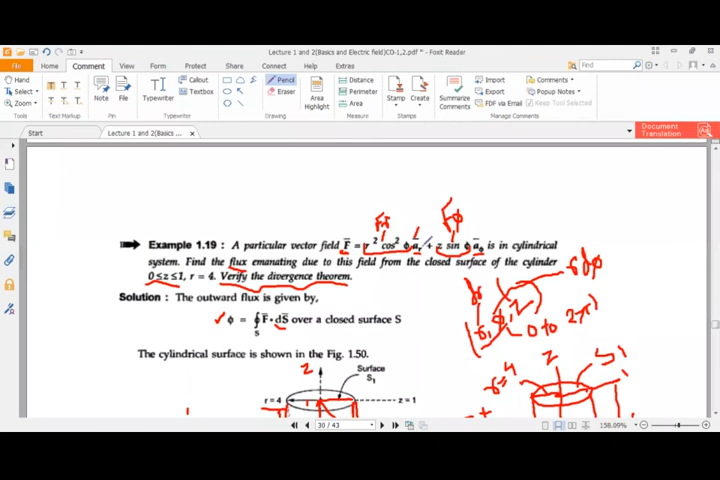 Lecture 1 and 2(Basics and Electric field)CO-1,2.pdf * - Foxit Reader
File Home Comment Form Protect Share Connect Extras Find
Hand
Select
Zoom
Tools
Text Markup
Note
File
Pin
Typewriter
Callout
Textbox
Typewriter
Pencil
Eraser
Drawing
Area Highlight
Distance
Perimeter
Area
Measure
Stamp
Create
Stamps
Summarize Comments
Import
Export
FDF via Email
Comments
Popup Notes
Keep Tool Selected
Manage Comments
Start
Lecture 1 and 2(Basics ...
Document Translation
Fφ
Example 1.19 : A particular vector field F̅ = r² cos² φ a̅r + z sin φ a̅φ is in cylindrical
system. Find the flux emanating due to this field from the closed surface of the cylinder
0 ≤ z ≤ 1, r = 4. Verify the divergence theorem.
r dφ
Solution : The outward flux is given by,
φ = ∮S F̅ • dS̅ over a closed surface S
0 to 2π
The cylindrical surface is shown in the Fig. 1.50.
z
Surface S₁
r = 4
z = 1
z
S1
r=4
30 / 43
158.09%